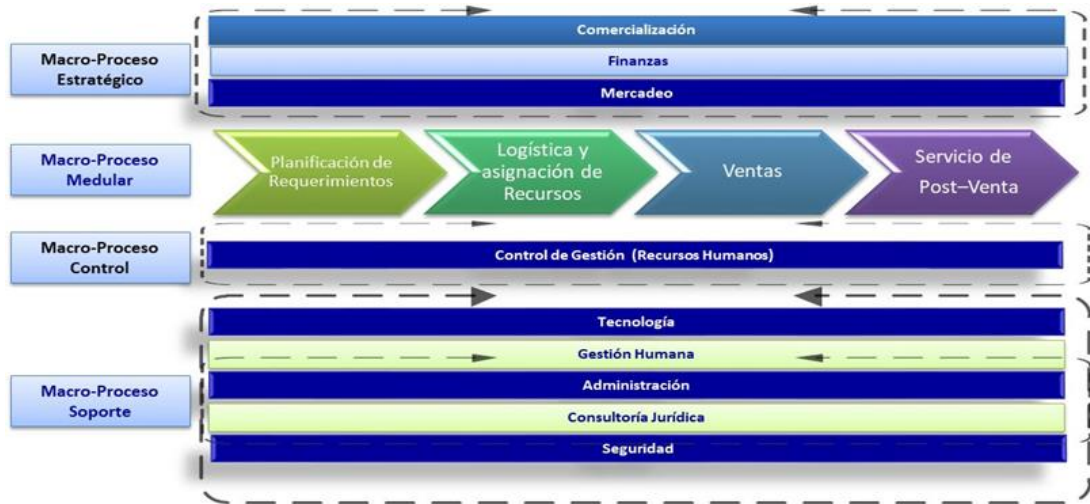 Comercialización
Macro-Proceso
Estratégico
Finanzas
Mercadeo
Macro-Proceso
Medular
Planificación de
Requerimientos
Logística y
asignación de
Recursos
Ventas
Servicio de
Post–Venta
Macro-Proceso
Control
Control de Gestión (Recursos Humanos)
Tecnología
Gestión Humana
Macro-Proceso
Soporte
Administración
Consultoría Jurídica
Seguridad